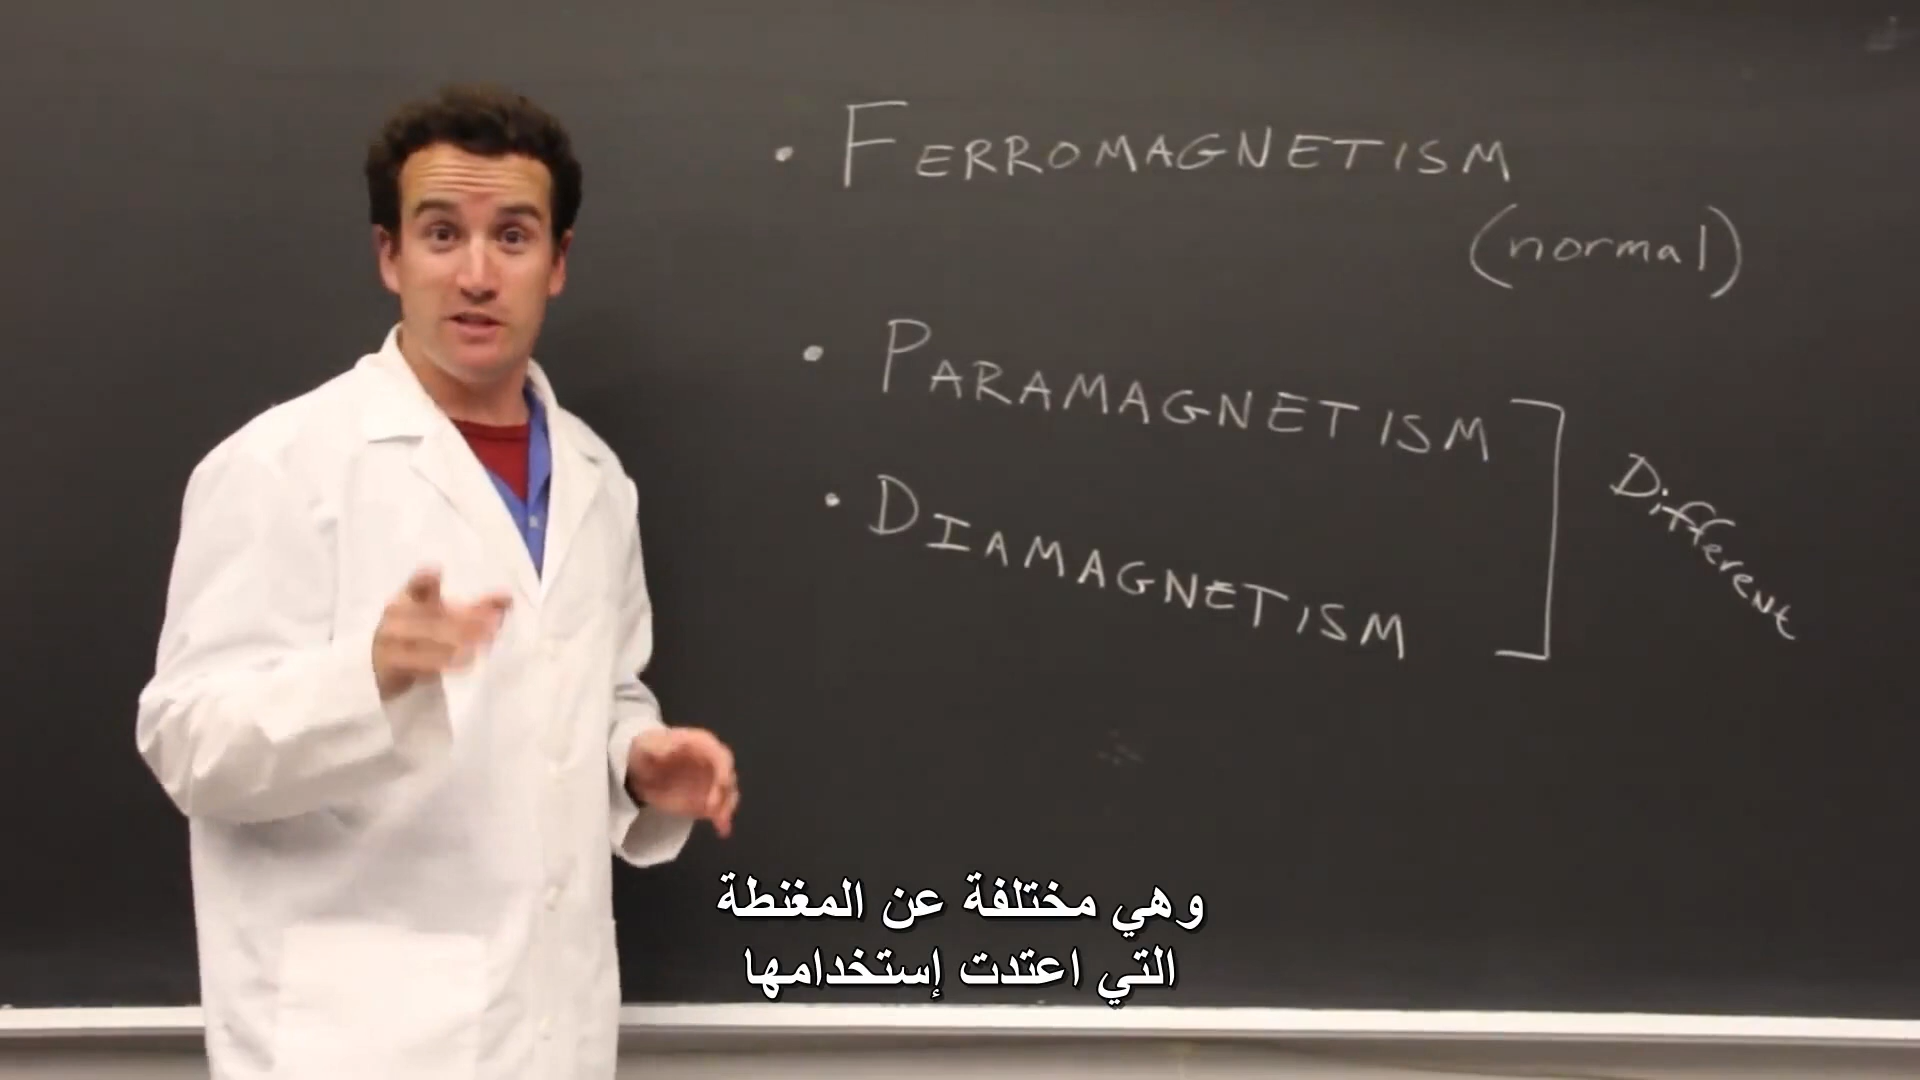 • FERROMAGNETISM
(normal)
• PARAMAGNETISM
• DIAMAGNETISM
Different
وهي مختلفة عن المغنطة
التي اعتدت إستخدامها